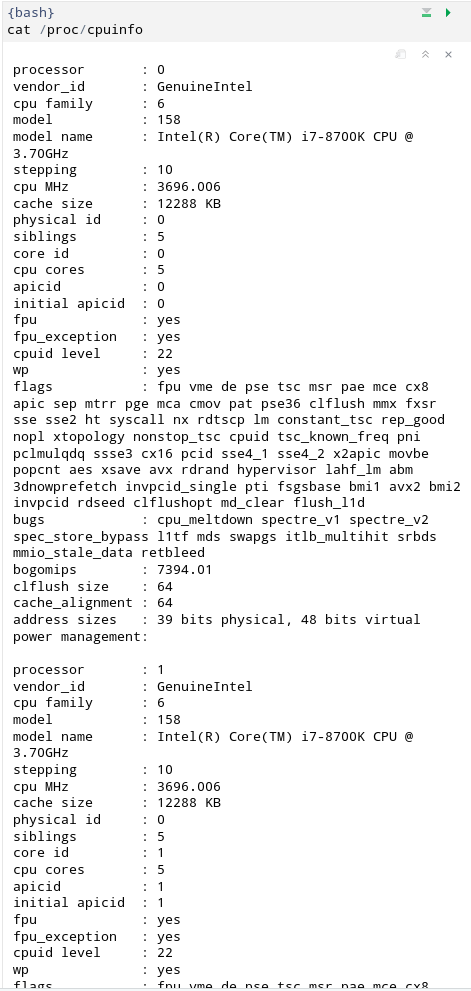 {bash}
cat /proc/cpuinfo
processor : 0
vendor_id : GenuineIntel
cpu family : 6
model : 158
model name : Intel(R) Core(TM) i7-8700K CPU @
3.70GHz
stepping : 10
cpu MHz : 3696.006
cache size : 12288 KB
physical id : 0
siblings : 5
core id : 0
cpu cores : 5
apicid : 0
initial apicid : 0
fpu : yes
fpu_exception : yes
cpuid level : 22
wp : yes
flags : fpu vme de pse tsc msr pae mce cx8
apic sep mtrr pge mca cmov pat pse36 clflush mmx fxsr
sse sse2 ht syscall nx rdtscp lm constant_tsc rep_good
nopl xtopology nonstop_tsc cpuid tsc_known_freq pni
pclmulqdq ssse3 cx16 pcid sse4_1 sse4_2 x2apic movbe
popcnt aes xsave avx rdrand hypervisor lahf_lm abm
3dnowprefetch invpcid_single pti fsgsbase bmi1 avx2 bmi2
invpcid rdseed clflushopt md_clear flush_l1d
bugs : cpu_meltdown spectre_v1 spectre_v2
spec_store_bypass l1tf mds swapgs itlb_multihit srbds
mmio_stale_data retbleed
bogomips : 7394.01
clflush size : 64
cache_alignment : 64
address sizes : 39 bits physical, 48 bits virtual
power management:
processor : 1
vendor_id : GenuineIntel
cpu family : 6
model : 158
model name : Intel(R) Core(TM) i7-8700K CPU @
3.70GHz
stepping : 10
cpu MHz : 3696.006
cache size : 12288 KB
physical id : 0
siblings : 5
core id : 1
cpu cores : 5
apicid : 1
initial apicid : 1
fpu : yes
fpu_exception : yes
cpuid level : 22
wp : yes
flags : fpu vme de pse tsc msr pae mce cx8